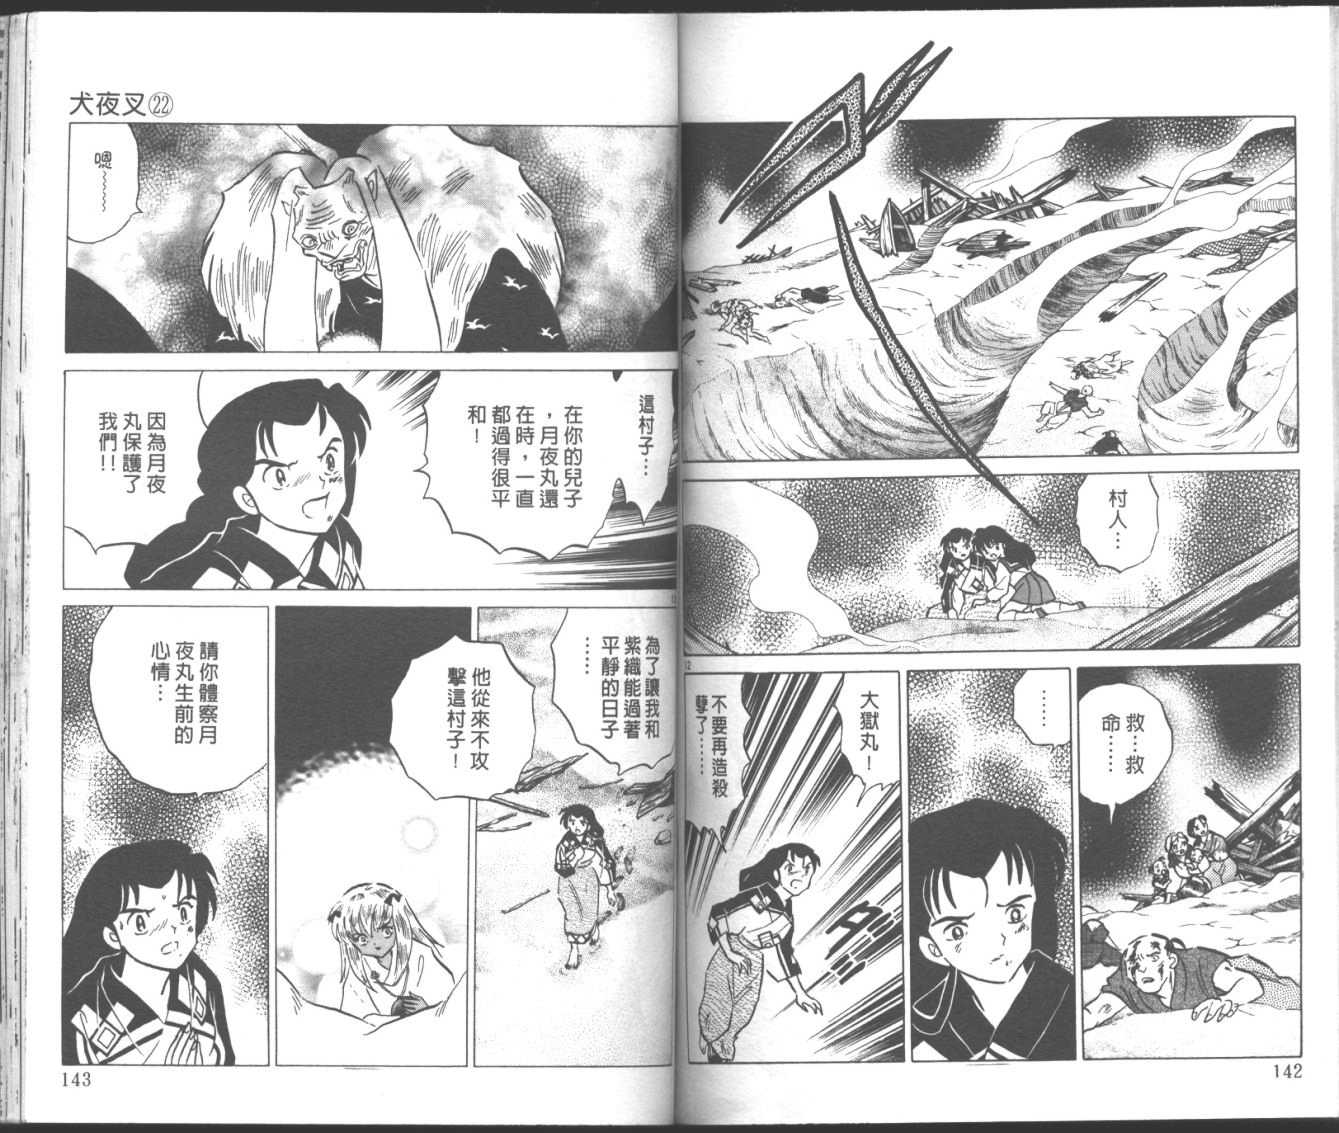 村人…
救…救
命……
……
大獄丸！
不要再造殺
孽了……
12
142
犬夜叉㉒
嗯～～～
這村子…
在你的兒子
，月夜丸還
在時，一直
都過得很平
和！
因為月夜
丸保護了
我們！！
為了讓我和
紫織能過著
平靜的日子
……
他從來不攻
擊這村子！
請你體察月
夜丸生前的
心情…
143